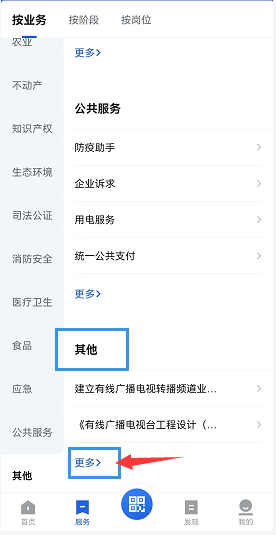 按业务 按阶段 按岗位
农业
更多>
不动产
公共服务
知识产权
防疫助手
生态环境
企业诉求
司法公证
用电服务
消防安全
统一公共支付
医疗卫生
更多>
食品
其他
应急
建立有线广播电视转播频道业...
公共服务
《有线广播电视台工程设计（...
其他
更多>
首页 服务 发现 我的